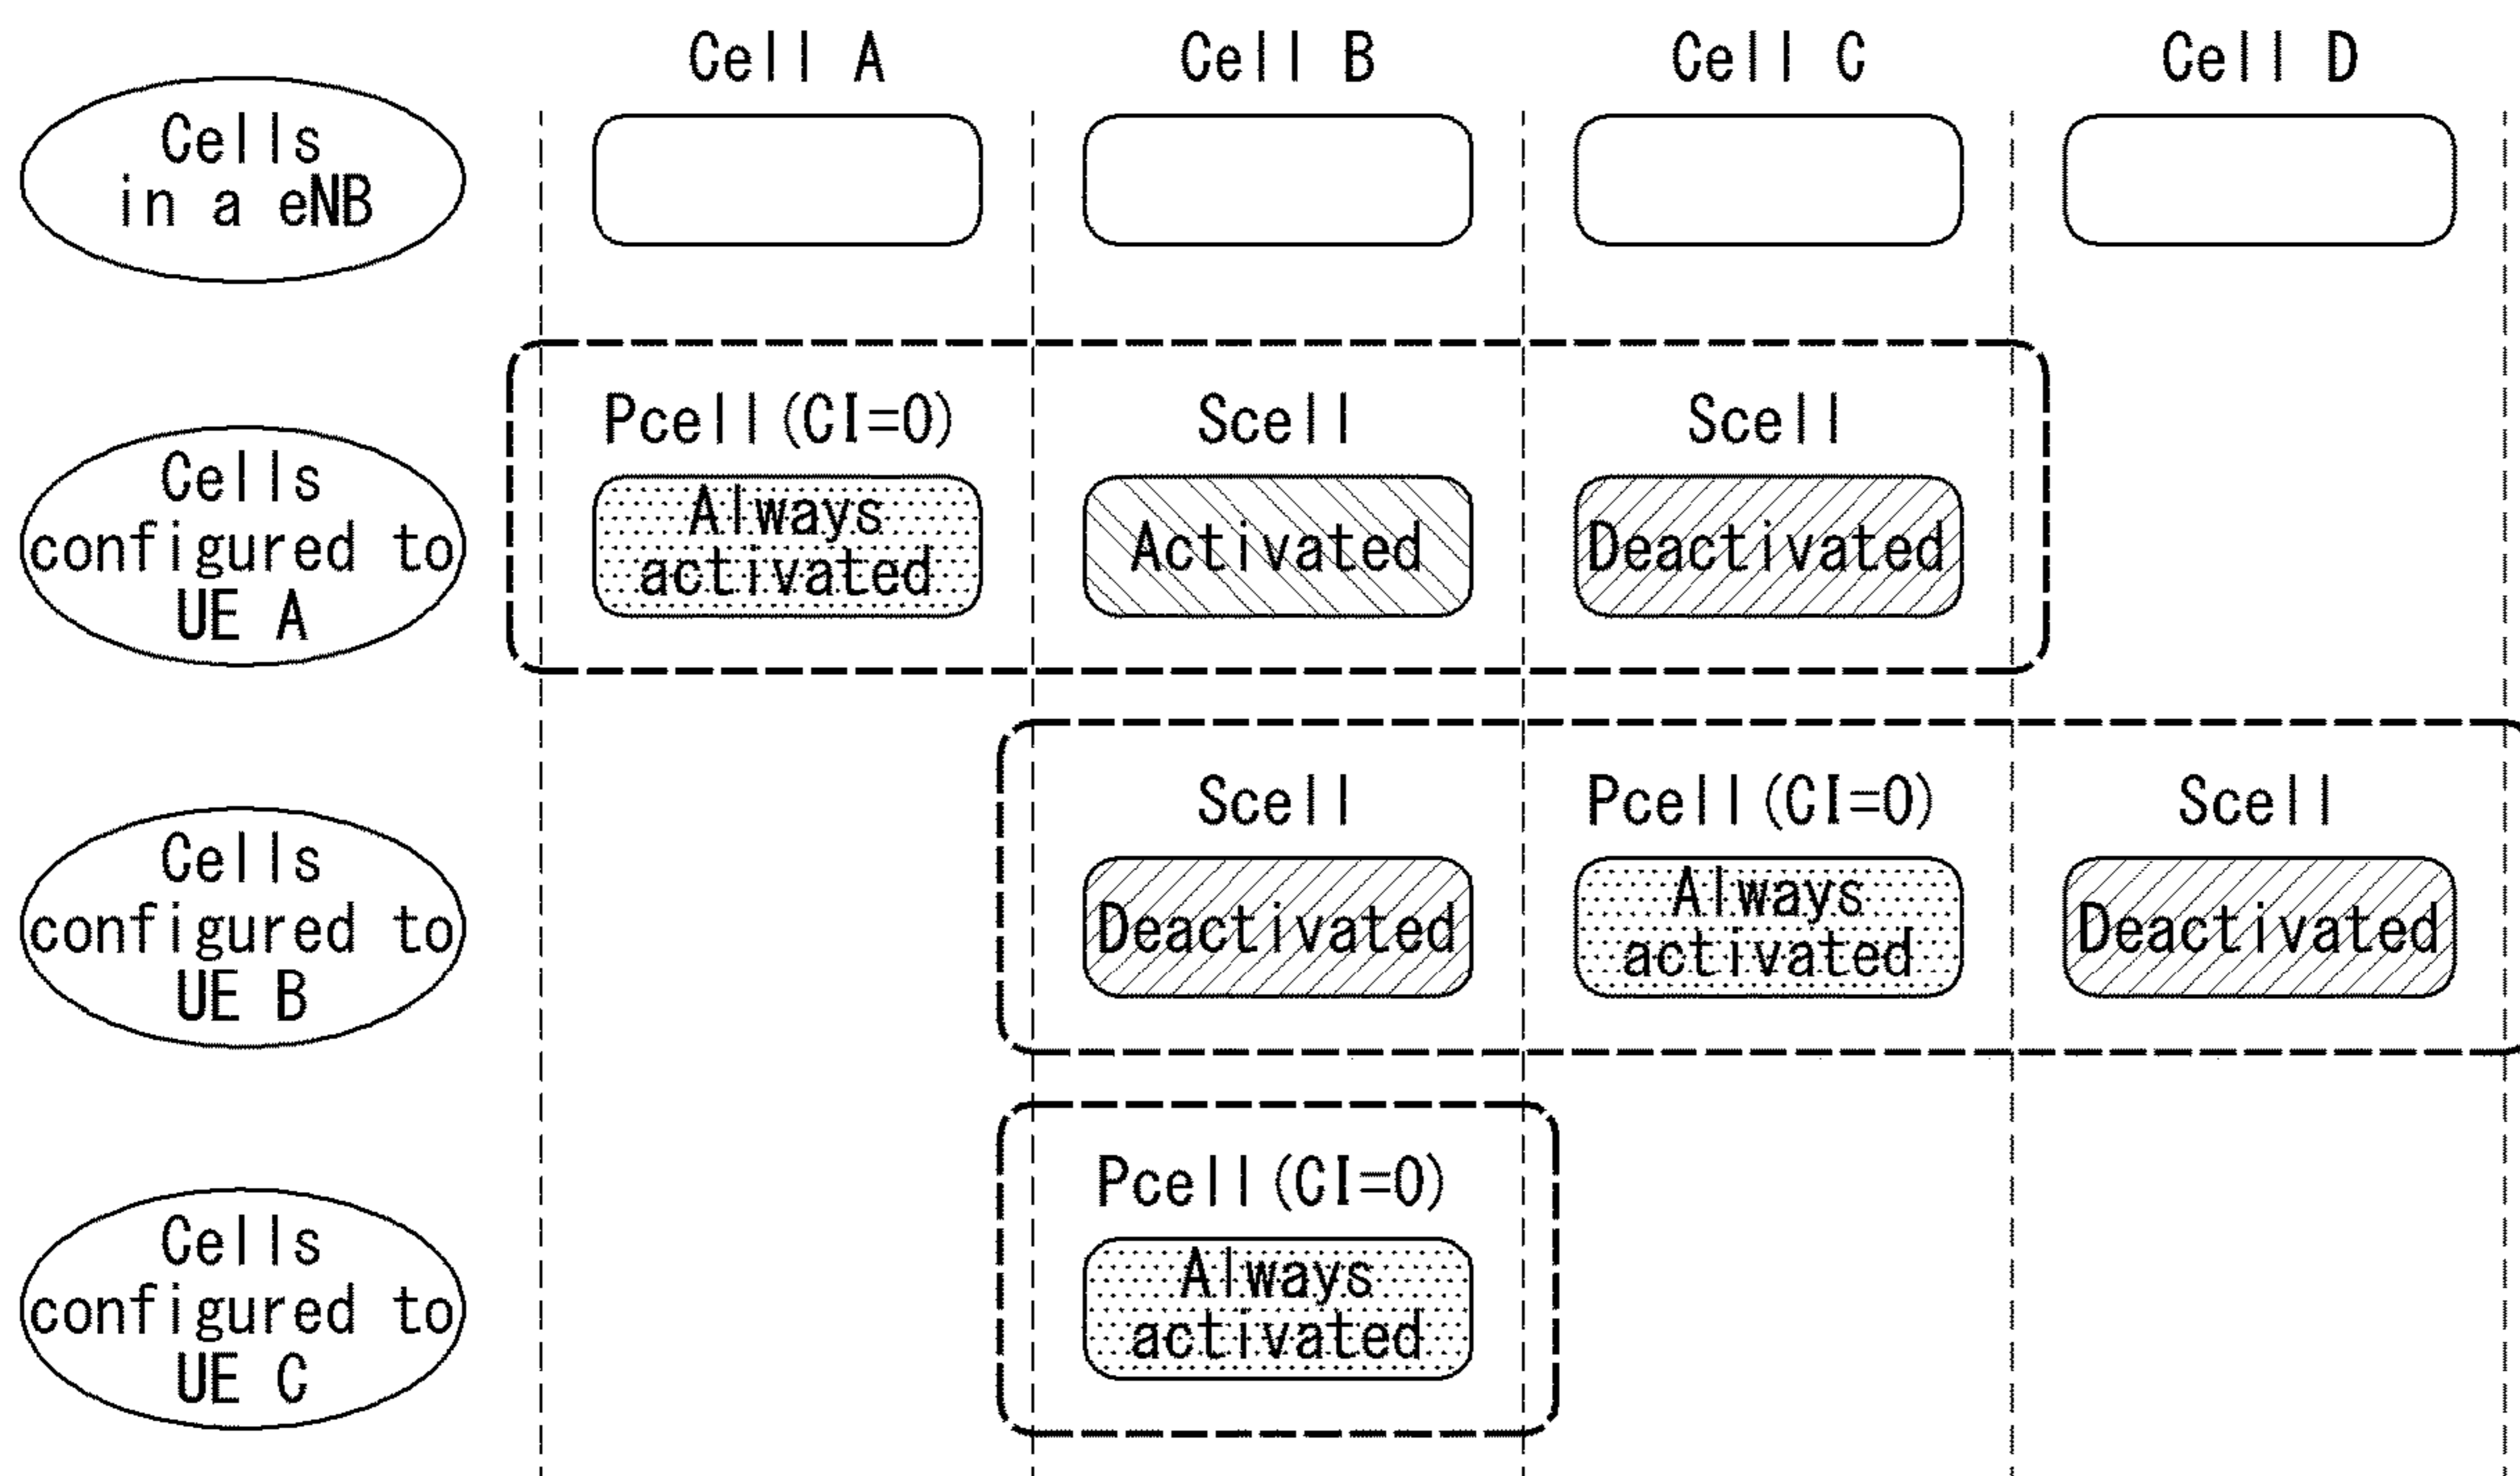 Cell A
Cell B
Cell C
Cell D
Cells
in a eNB
Pcell(CI=0)
Scell
Scell
Cells
configured to
UE A
Always
activated
Activated
Deactivated
Scell
Pcell(CI=0)
Scell
Cells
configured to
UE B
Deactivated
Always
activated
Deactivated
Pcell(CI=0)
Cells
configured to
UE C
Always
activated